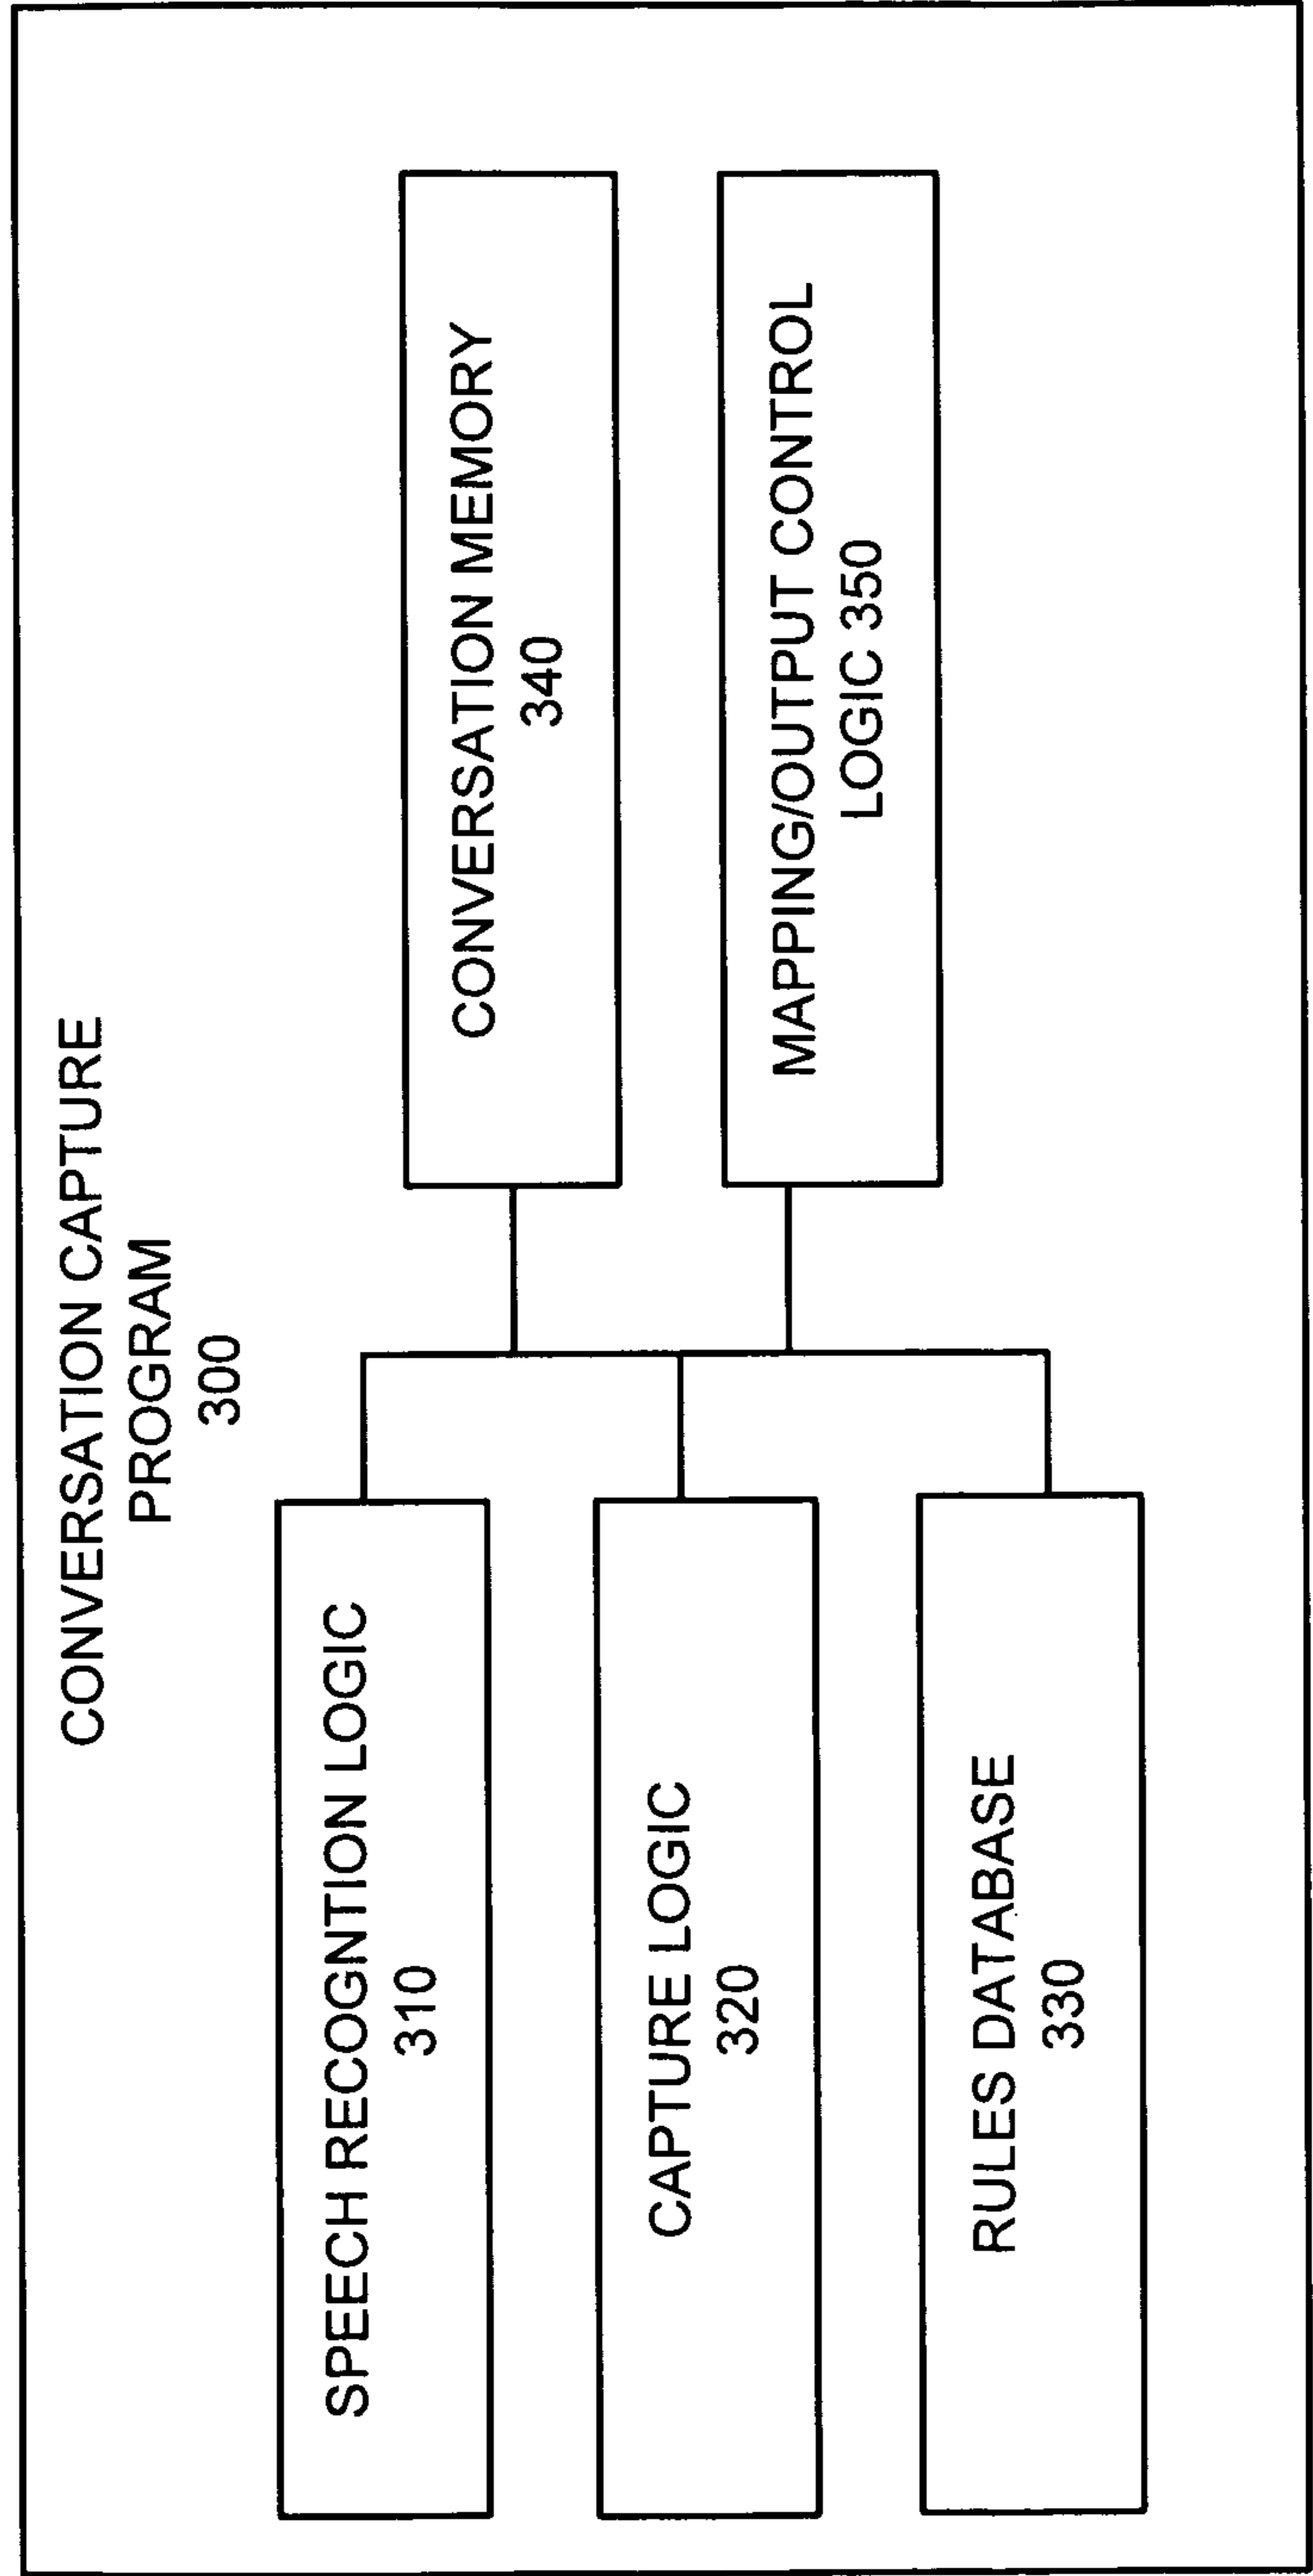 CONVERSATION CAPTURE
PROGRAM
300
SPEECH RECOGNTION LOGIC
310
CAPTURE LOGIC
320
RULES DATABASE
330
CONVERSATION MEMORY
340
MAPPING/OUTPUT CONTROL
LOGIC 350